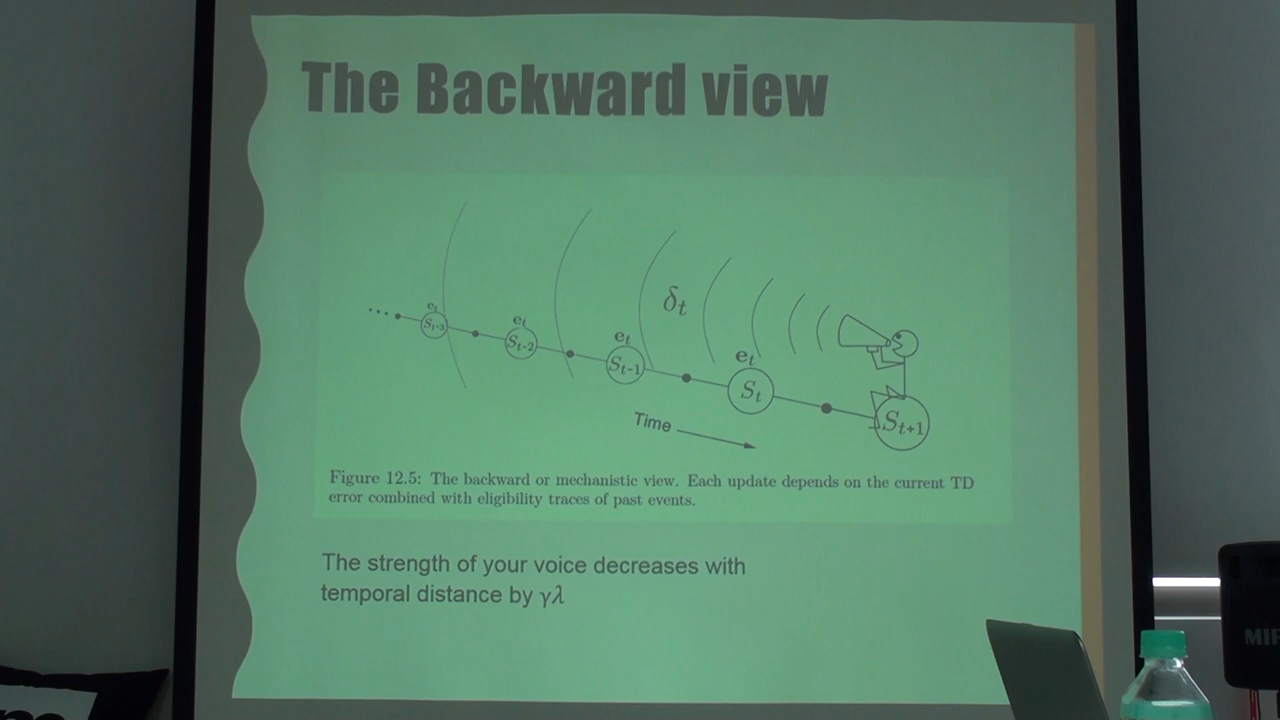 The Backward view
e_t
S_{t-3}
e_t
S_{t-2}
e_t
S_{t-1}
δ_t
e_t
S_t
S_{t+1}
Time
Figure 12.5: The backward or mechanistic view. Each update depends on the current TD
error combined with eligibility traces of past events.
The strength of your voice decreases with
temporal distance by γλ